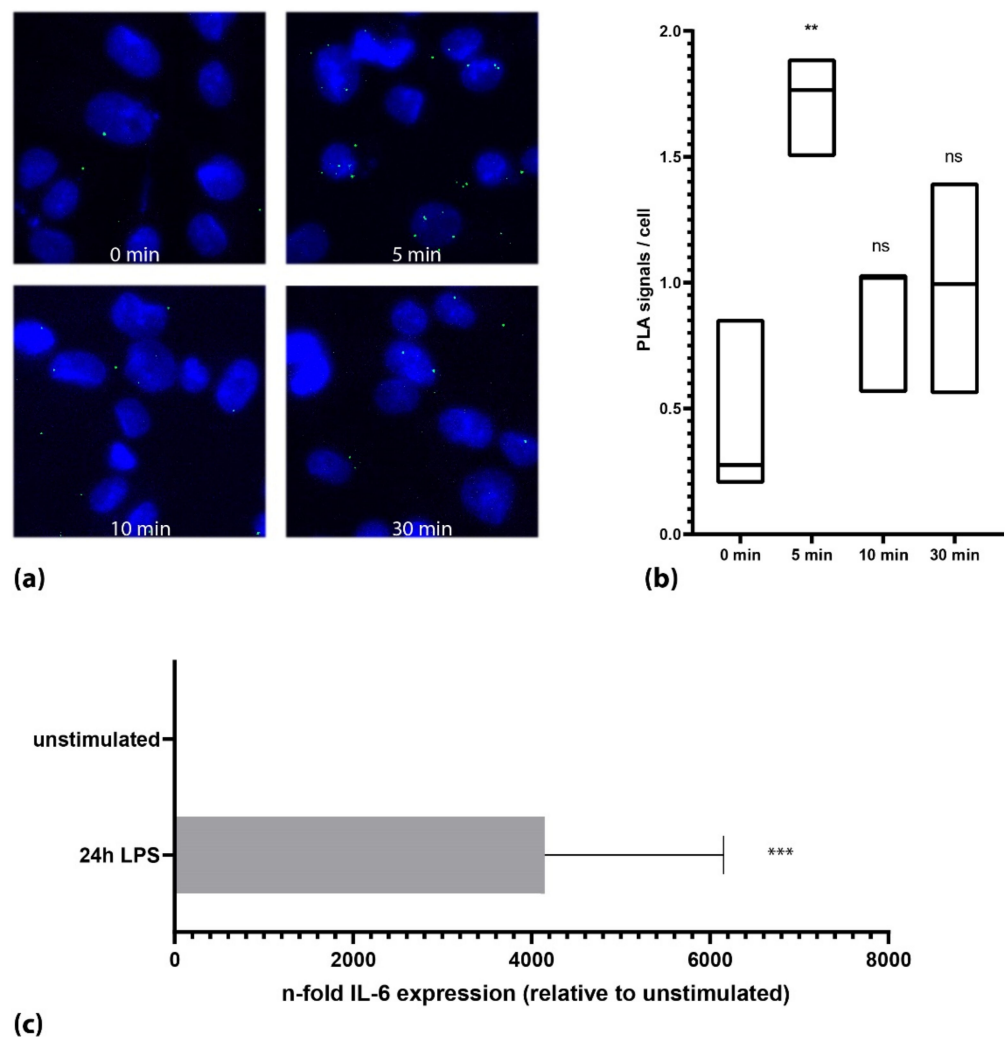 0 min
5 min
10 min
30 min
(a)
PLA signals / cell
2.0
1.5
1.0
0.5
0.0
**
ns
ns
0 min
5 min
10 min
30 min
(b)
unstimulated
24h LPS
***
0
2000
4000
6000
8000
n-fold IL-6 expression (relative to unstimulated)
(c)